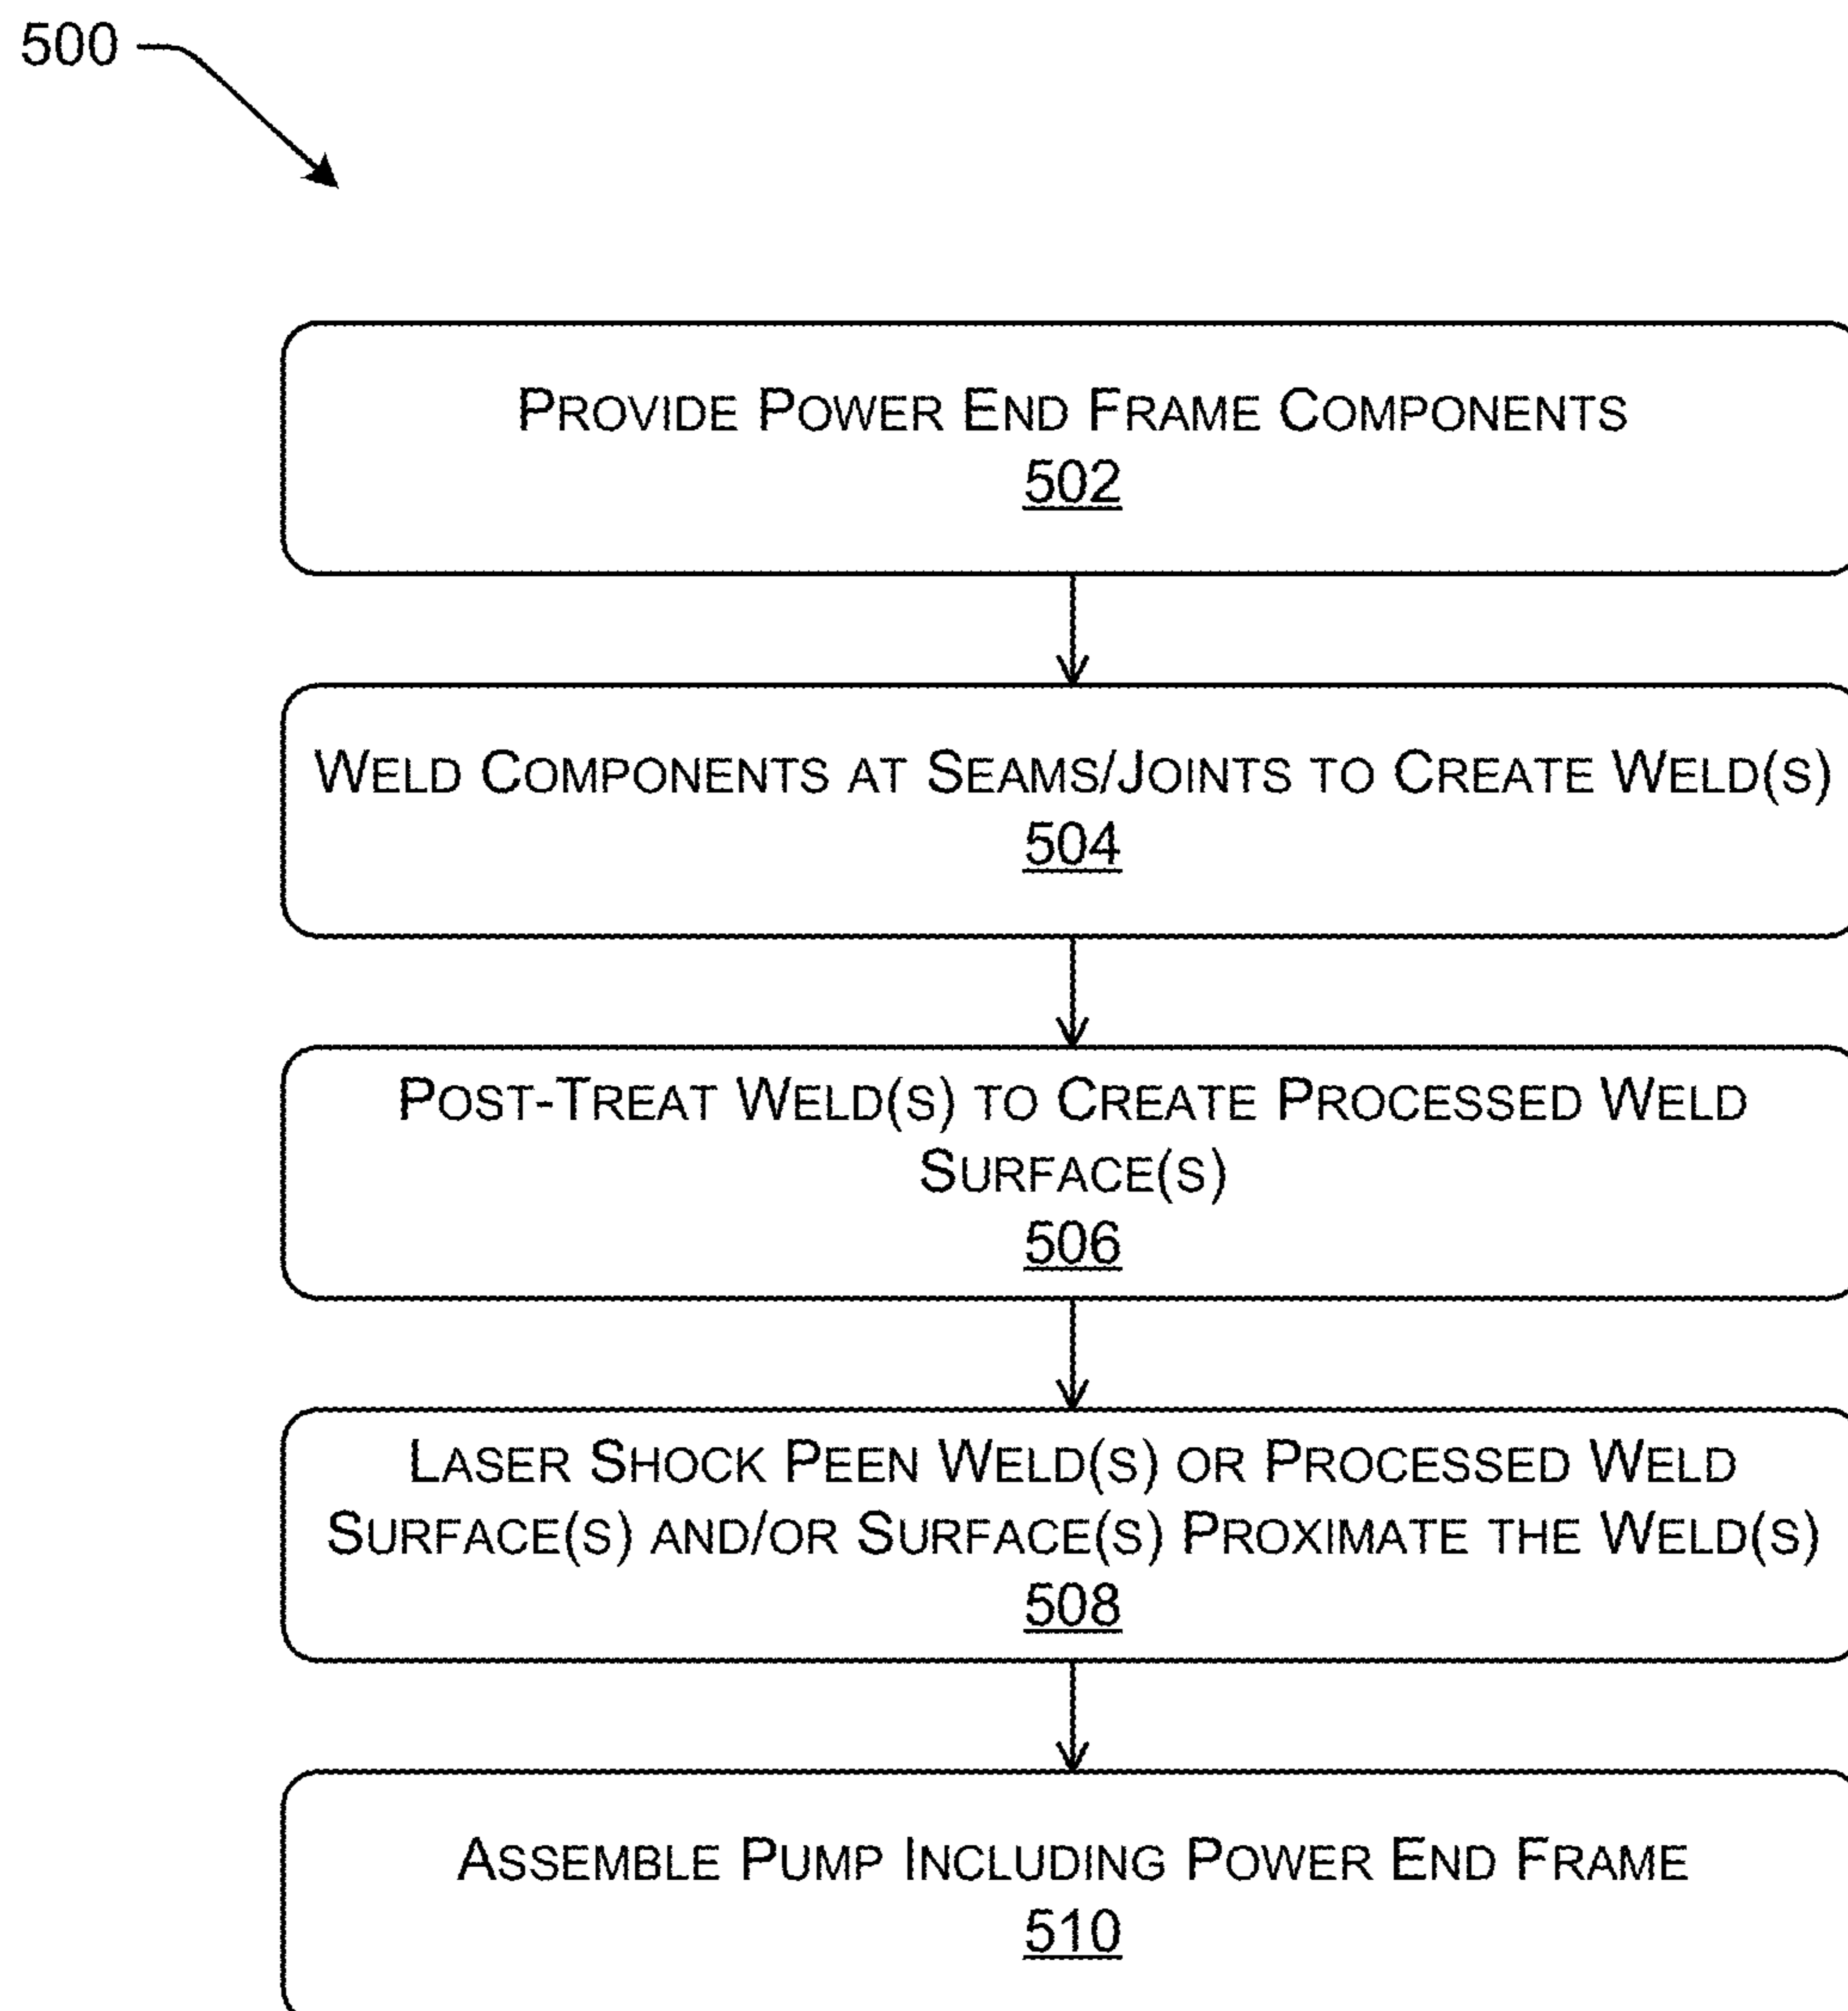 500
PROVIDE POWER END FRAME COMPONENTS
502
WELD COMPONENTS AT SEAMS/JOINTS TO CREATE WELD(S)
504
POST-TREAT WELD(S) TO CREATE PROCESSED WELD
SURFACE(S)
506
LASER SHOCK PEEN WELD(S) OR PROCESSED WELD
SURFACE(S) AND/OR SURFACE(S) PROXIMATE THE WELD(S)
508
ASSEMBLE PUMP INCLUDING POWER END FRAME
510